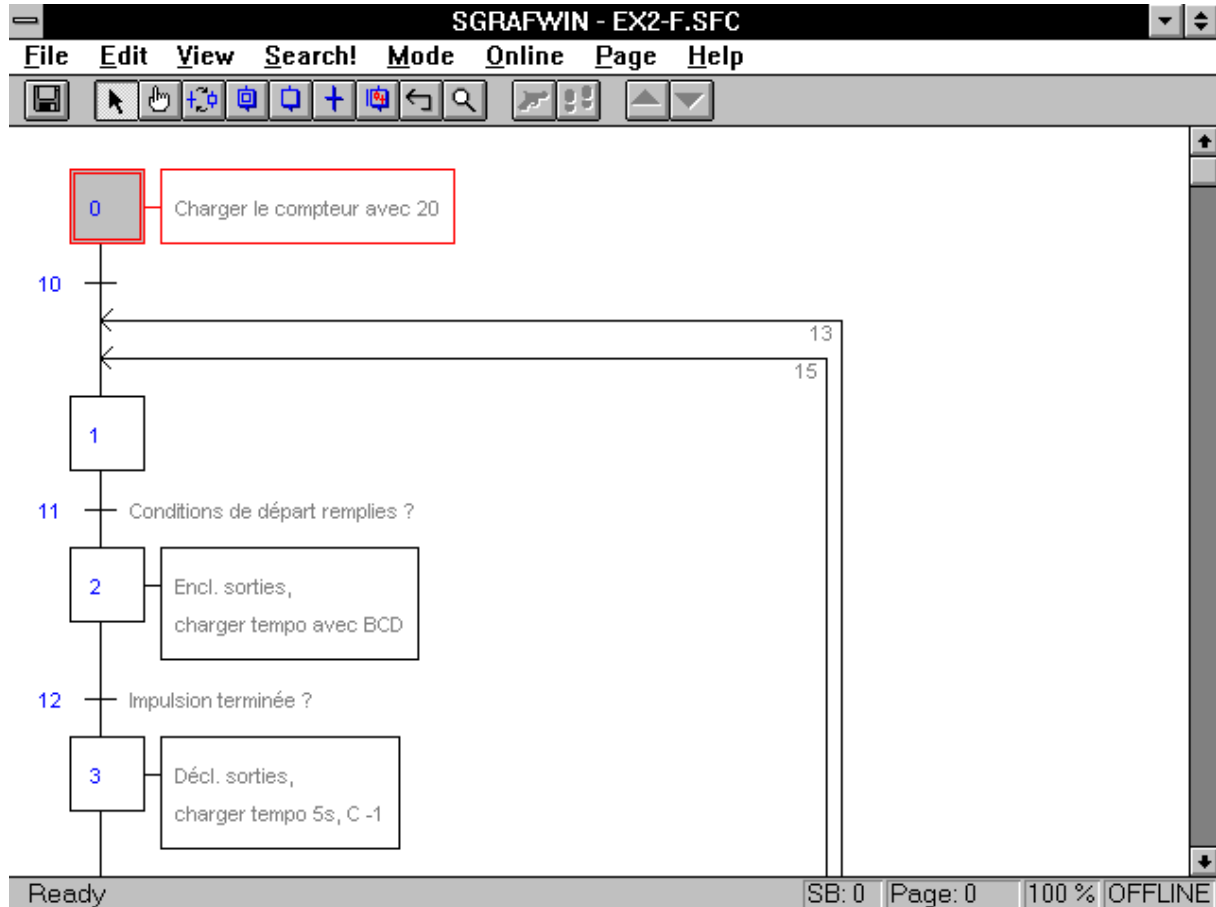 SGRAFWIN - EX2-F.SFC
File Edit View Search! Mode Online Page Help
0
Charger le compteur avec 20
10
13
15
1
11
Conditions de départ remplies ?
2
Encl. sorties,
charger tempo avec BCD
12
Impulsion terminée ?
3
Décl. sorties,
charger tempo 5s, C -1
Ready
SB: 0
Page: 0
100 %
OFFLINE